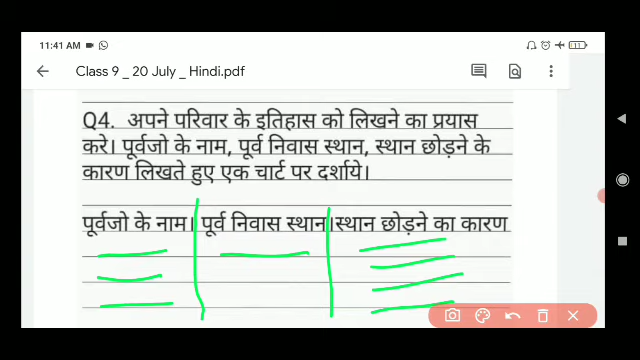 11:41 AM
Class 9 _ 20 July _ Hindi.pdf
Q4. अपने परिवार के इतिहास को लिखने का प्रयास
करे। पूर्वजो के नाम, पूर्व निवास स्थान, स्थान छोड़ने के
कारण लिखते हुए एक चार्ट पर दर्शाये।
पूर्वजो के नाम। पूर्व निवास स्थान।स्थान छोड़ने का कारण